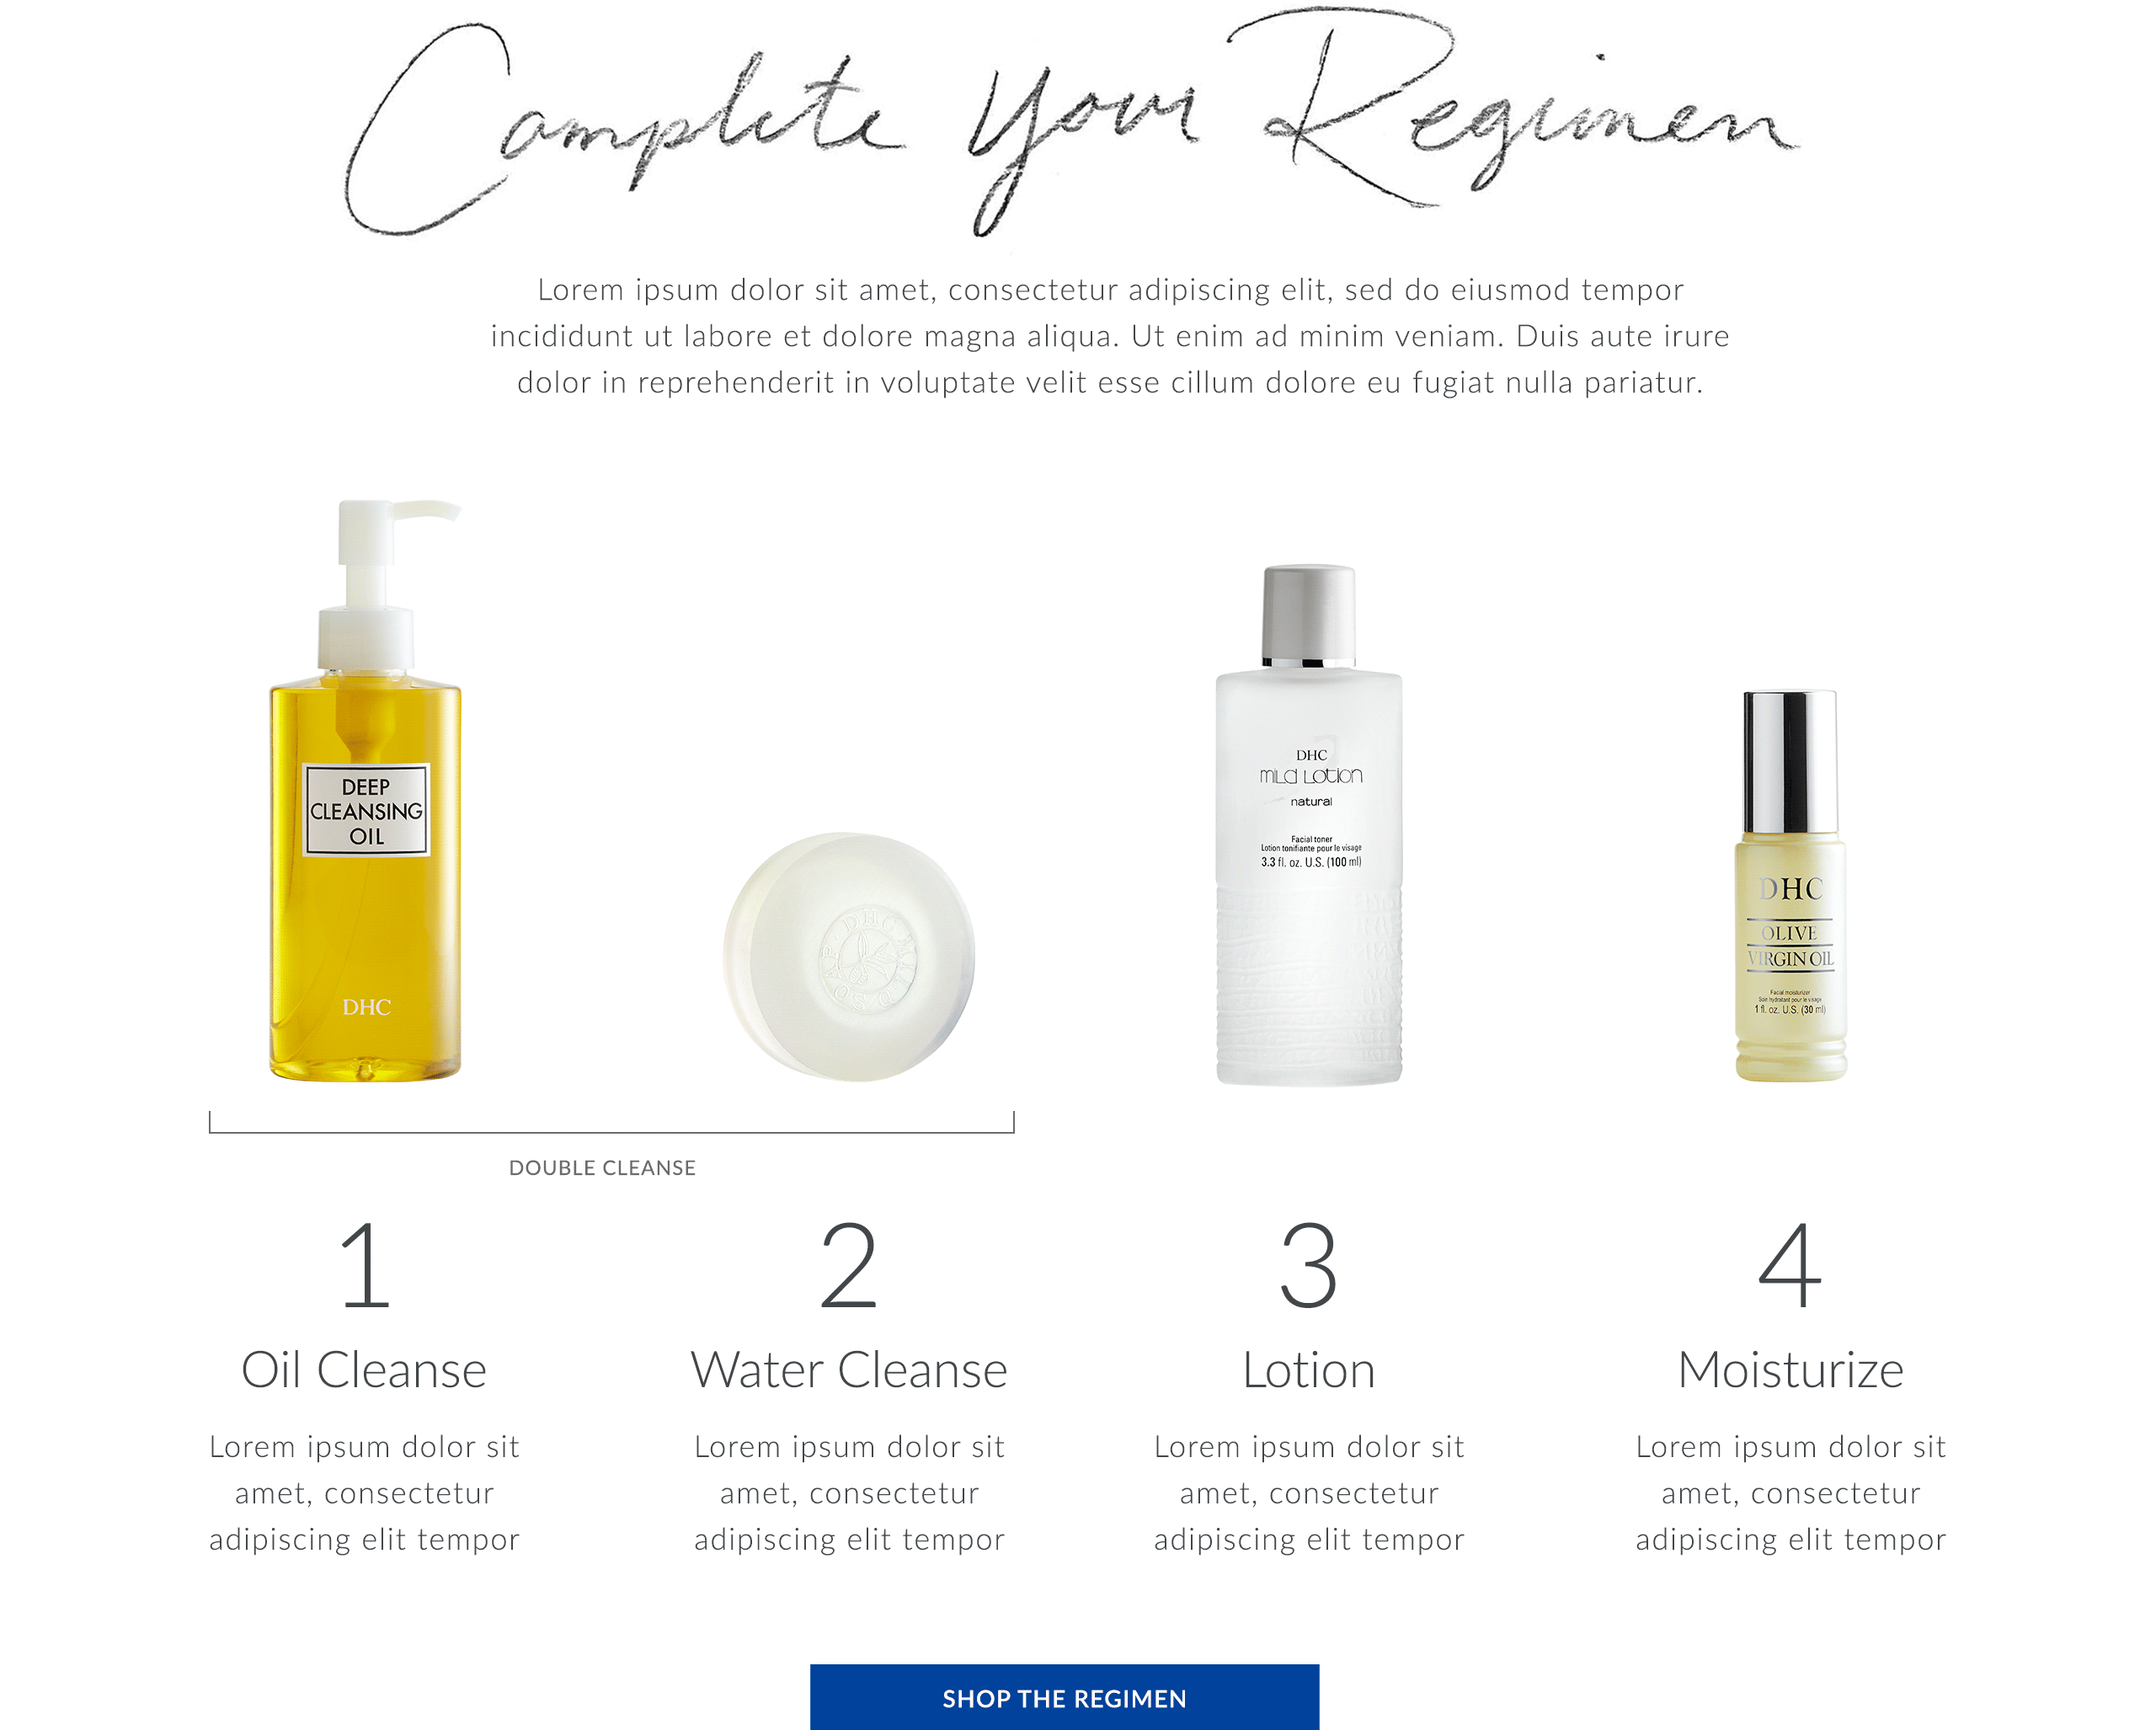 Complete Your Regimen
Lorem ipsum dolor sit amet, consectetur adipiscing elit, sed do eiusmod tempor
incididunt ut labore et dolore magna aliqua. Ut enim ad minim veniam. Duis aute irure
dolor in reprehenderit in voluptate velit esse cillum dolore eu fugiat nulla pariatur.
DEEP
CLEANSING
OIL
DHC
DHC MILD SOAP
DHC
mild Lotion
natural
Facial toner
Lotion tonifiante pour le visage
3.3 fl. oz. U.S. (100 ml)
DHC
OLIVE
VIRGIN OIL
Facial moisturizer
Soin hydratant pour le visage
1 fl. oz. U.S. (30 ml)
DOUBLE CLEANSE
1
Oil Cleanse
Lorem ipsum dolor sit
amet, consectetur
adipiscing elit tempor
2
Water Cleanse
Lorem ipsum dolor sit
amet, consectetur
adipiscing elit tempor
3
Lotion
Lorem ipsum dolor sit
amet, consectetur
adipiscing elit tempor
4
Moisturize
Lorem ipsum dolor sit
amet, consectetur
adipiscing elit tempor
SHOP THE REGIMEN